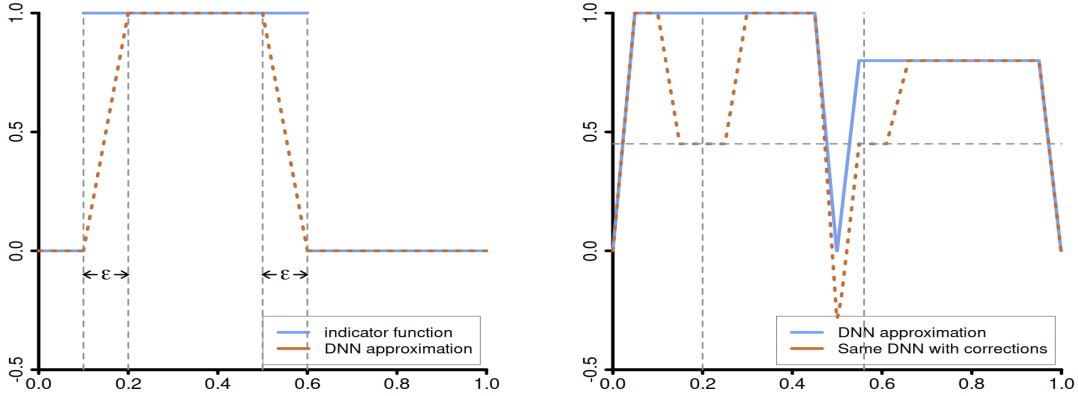 1.0
0.5
0.0
-0.5
0.0 0.2 0.4 0.6 0.8 1.0
ε
ε
indicator function
DNN approximation
1.0
0.5
0.0
-0.5
0.0 0.2 0.4 0.6 0.8 1.0
DNN approximation
Same DNN with corrections